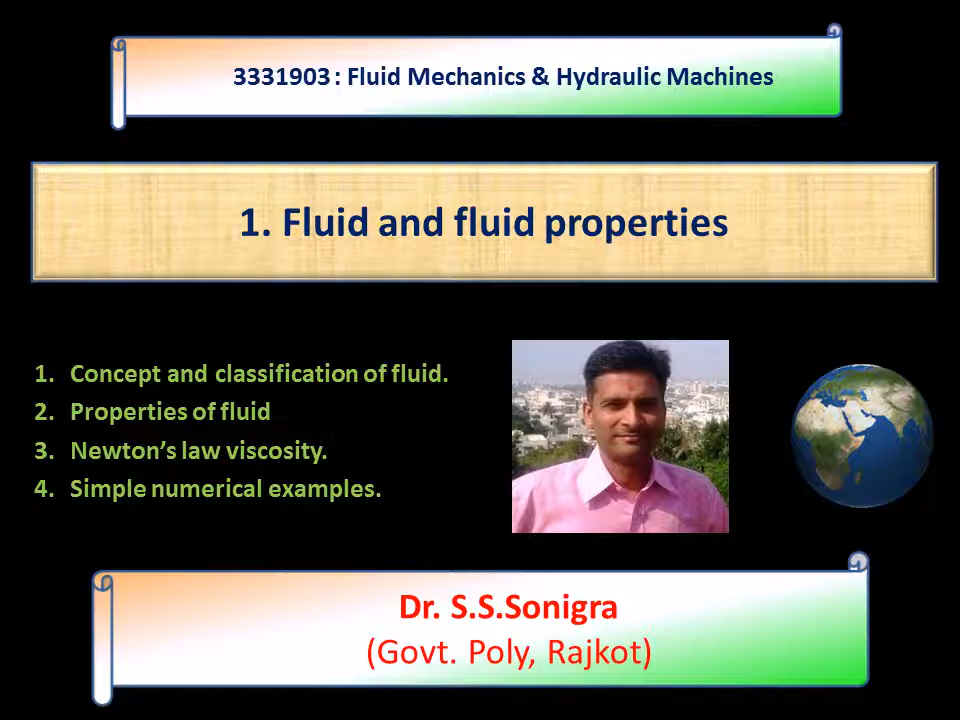 3331903 : Fluid Mechanics & Hydraulic Machines
1. Fluid and fluid properties
1. Concept and classification of fluid.
2. Properties of fluid
3. Newton's law viscosity.
4. Simple numerical examples.
Dr. S.S.Sonigra
(Govt. Poly, Rajkot)